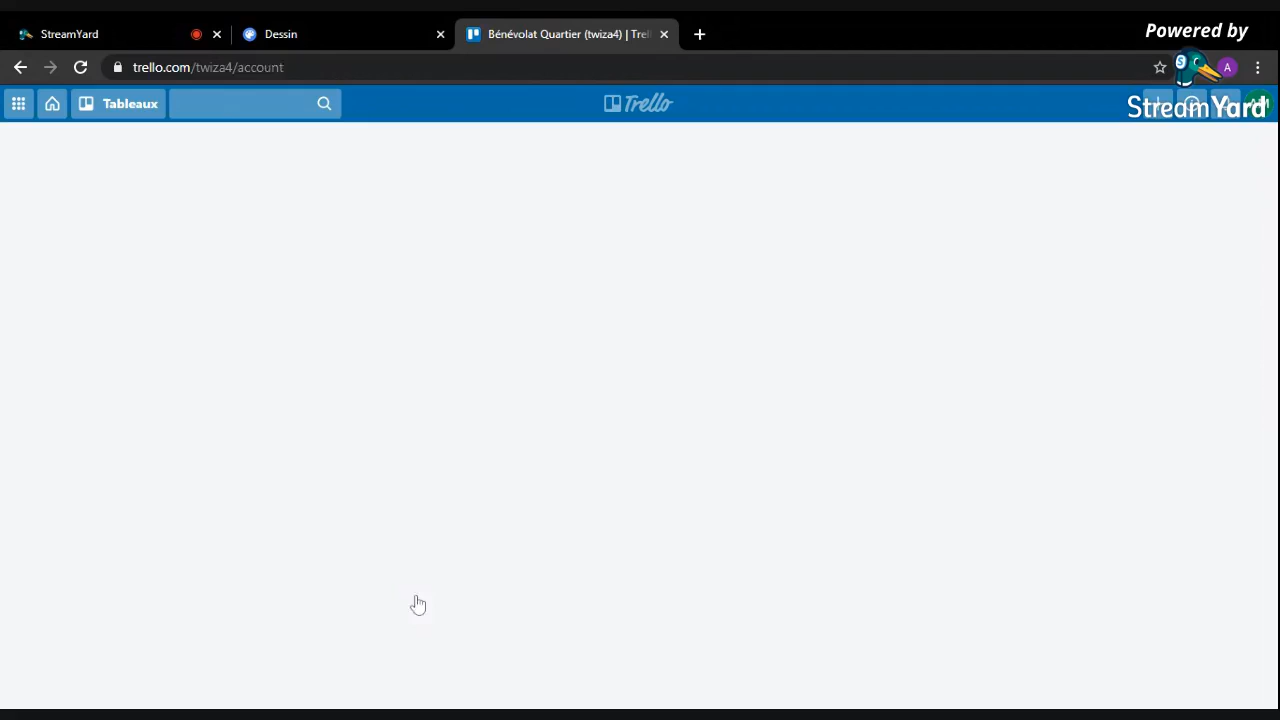 StreamYard
Dessin
Bénévolat Quartier (twiza4) | Trel
Powered by
trello.com/twiza4/account
A
Tableaux
Trello
StreamYard